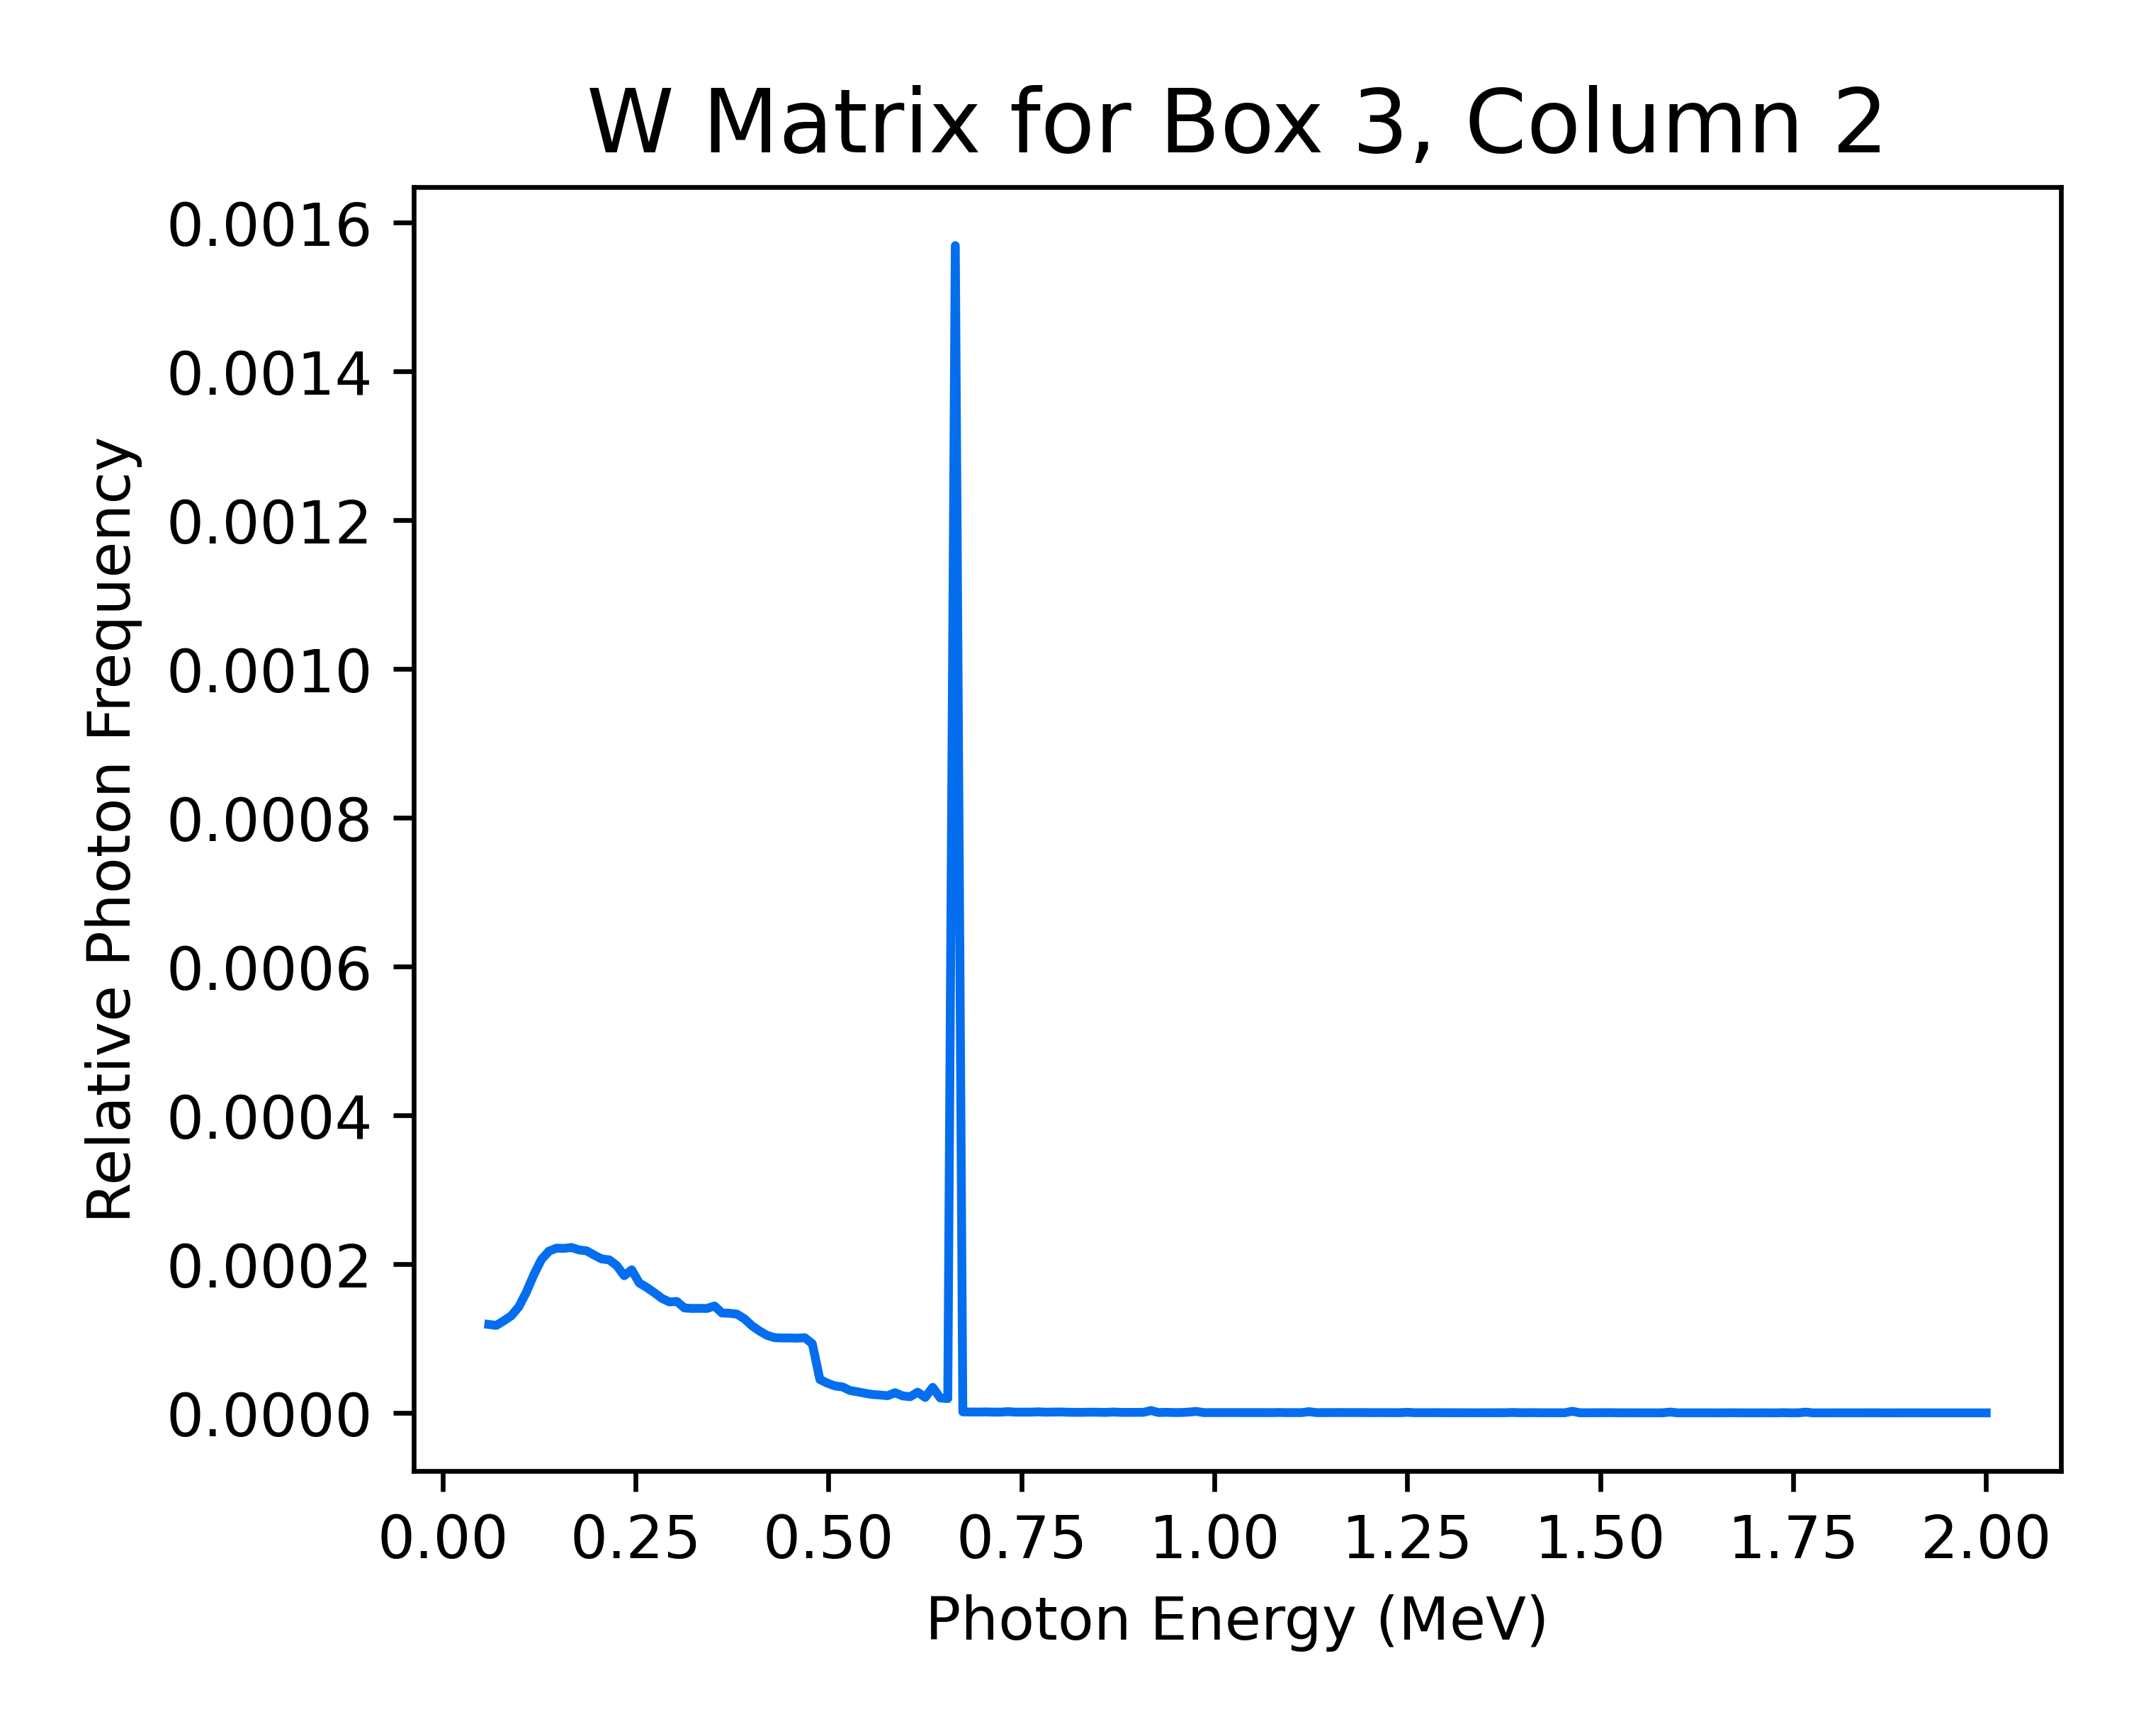 W Matrix for Box 3, Column 2
Relative Photon Frequency
0.0016
0.0014
0.0012
0.0010
0.0008
0.0006
0.0004
0.0002
0.0000
0.00 0.25 0.50 0.75 1.00 1.25 1.50 1.75 2.00
Photon Energy (MeV)